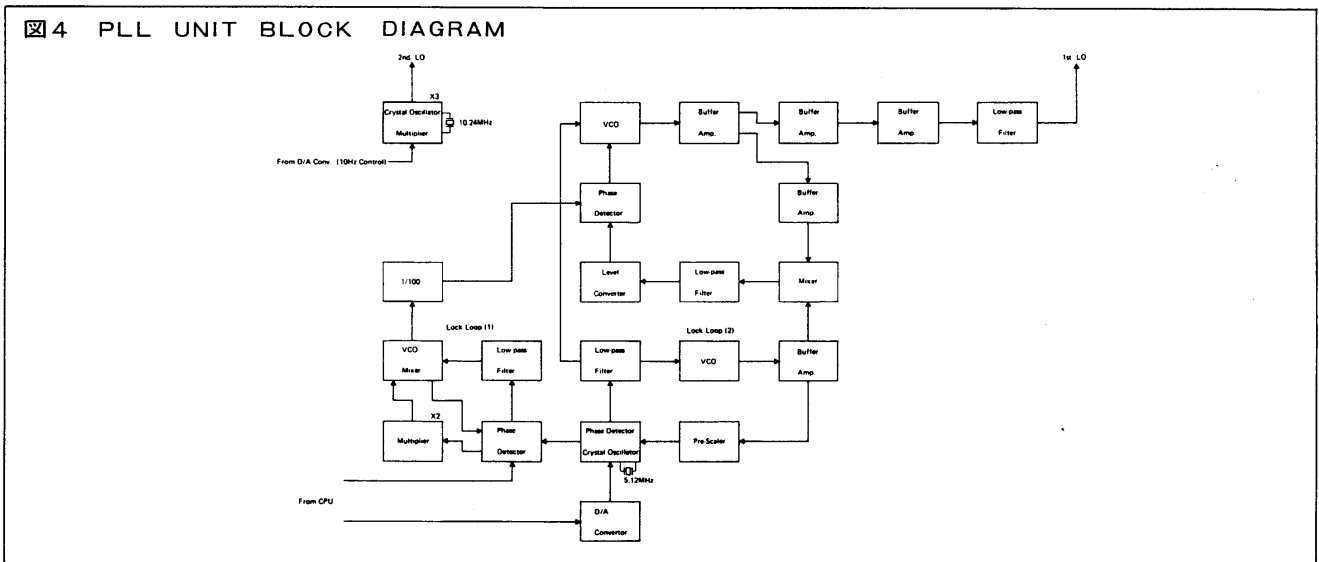 図4 PLL UNIT BLOCK DIAGRAM
2nd LO
1st LO
X3
Crystal Oscillator
Multiplier
10.24MHz
From D/A Conv. (10Hz Control)
VCO
Buffer
Amp.
Buffer
Amp.
Buffer
Amp.
Low-pass
Filter
Phase
Detector
Buffer
Amp.
1/100
Level
Converter
Low-pass
Filter
Mixer
Lock Loop (1)
Lock Loop (2)
VCO
Mixer
Low-pass
Filter
Low-pass
Filter
VCO
Buffer
Amp.
X2
Multiplier
Phase
Detector
Phase Detector
Crystal Oscillator
Pre-Scaler
5.12MHz
From CPU
D/A
Convertor